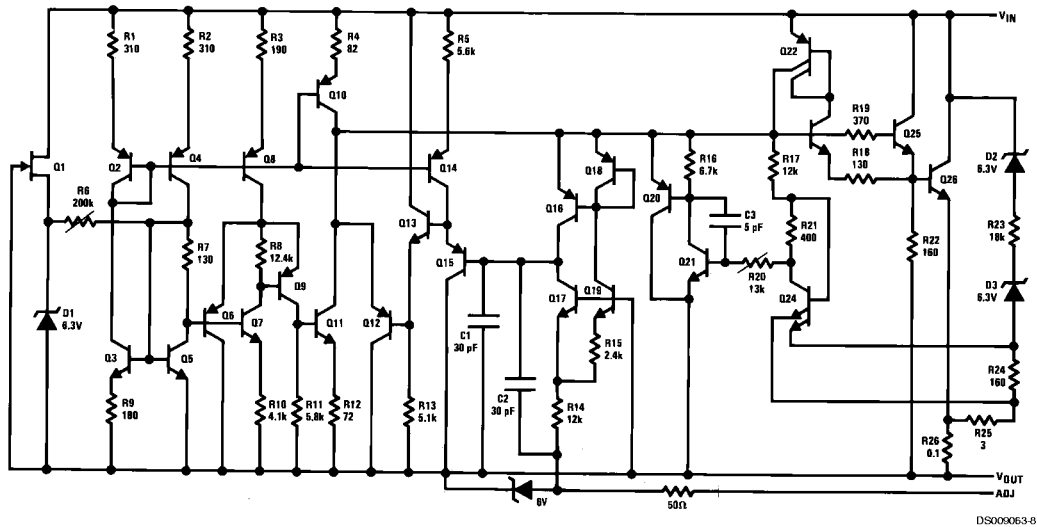 VIN
R1
310
R2
310
R3
190
R4
82
R5
5.6k
Q22
Q10
R19
370
Q25
Q1
Q2
Q4
Q8
Q14
Q18
R16
6.7k
R17
12k
R18
130
Q26
D2
6.3V
R6
200k
Q13
Q16
Q20
C3
5 pF
R21
400
R22
160
R23
18k
R7
130
R8
12.4k
Q9
Q15
Q21
R20
13k
D1
6.3V
Q6
Q7
Q11
Q12
C1
30 pF
Q17
Q19
Q24
D3
6.3V
Q3
Q5
R15
2.4k
R9
180
R10
4.1k
R11
5.8k
R12
72
R13
5.1k
C2
30 pF
R14
12k
R24
160
R26
0.1
R25
3
VOUT
6V
50Ω
ADJ
DS009063-8